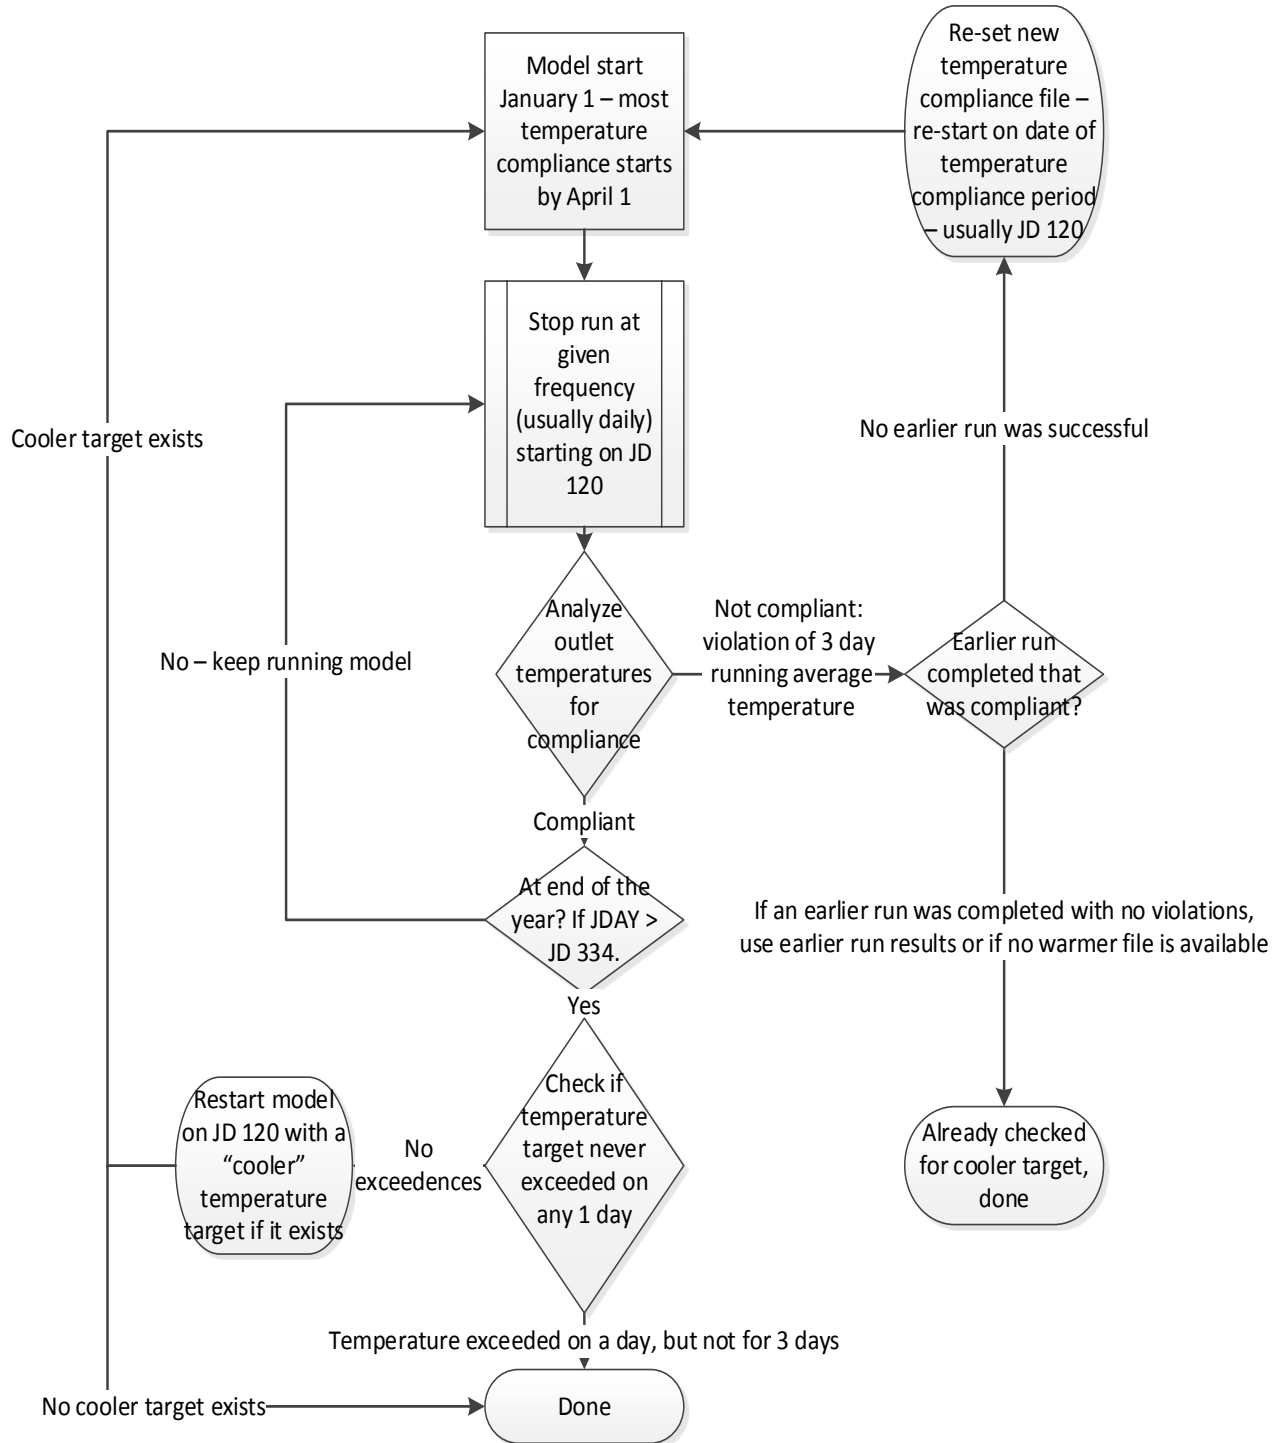 Model start
January 1 – most
temperature
compliance starts
by April 1
Re-set new
temperature
compliance file –
re-start on date of
temperature
compliance period
– usually JD 120
Stop run at
given
frequency
(usually daily)
starting on JD
120
Cooler target exists
No earlier run was successful
Analyze
outlet
temperatures
for
compliance
Not compliant:
violation of 3 day
running average
temperature
Earlier run
completed that
was compliant?
No – keep running model
Compliant
At end of the
year? If JDAY >
JD 334.
If an earlier run was completed with no violations,
use earlier run results or if no warmer file is available
Yes
Check if
temperature
target never
exceeded on
any 1 day
No
exceedences
Restart model
on JD 120 with a
“cooler”
temperature
target if it exists
Already checked
for cooler target,
done
Temperature exceeded on a day, but not for 3 days
No cooler target exists
Done